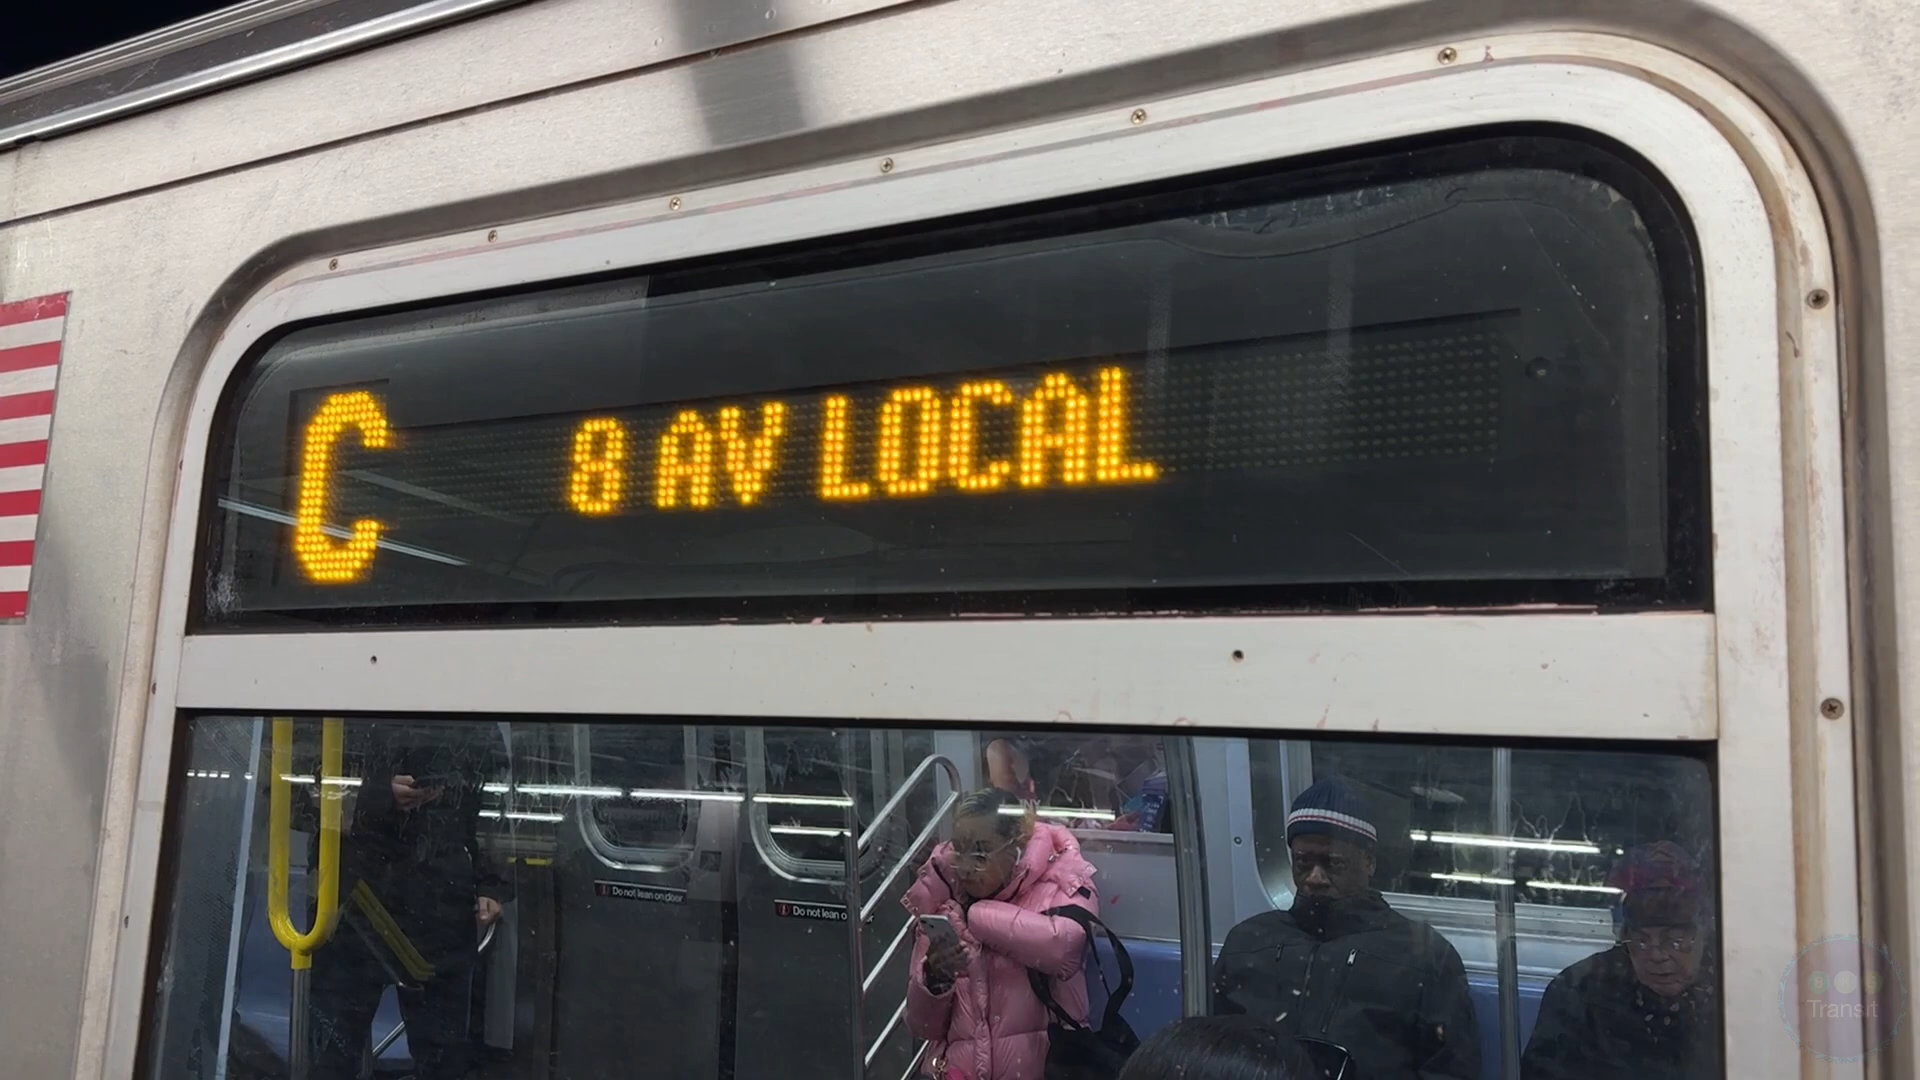 C 8 AV LOCAL
Do not lean on door
Do not lean o
Transit